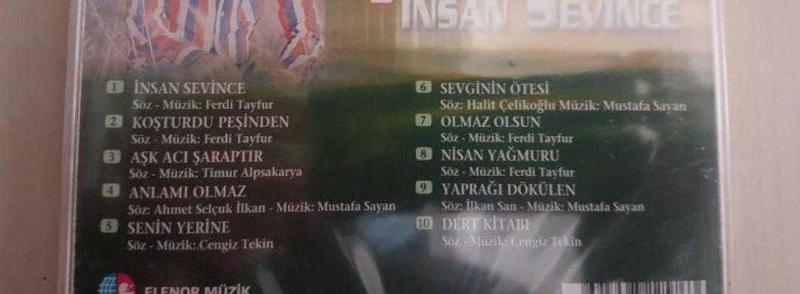 İNSAN SEVİNCE
1 İNSAN SEVİNCE
Söz - Müzik: Ferdi Tayfur
2 KOŞTURDU PEŞİNDEN
Söz - Müzik: Ferdi Tayfur
3 AŞK ACI ŞARAPTIR
Söz - Müzik: Timur Alpsakarya
4 ANLAMI OLMAZ
Söz: Ahmet Selçuk İlkan - Müzik: Mustafa Sayan
5 SENİN YERİNE
Söz - Müzik: Cengiz Tekin
6 SEVGİNİN ÖTESİ
Söz: Halit Çelikoğlu Müzik: Mustafa Sayan
7 OLMAZ OLSUN
Söz - Müzik: Ferdi Tayfur
8 NİSAN YAĞMURU
Söz - Müzik: Ferdi Tayfur
9 YAPRAĞI DÖKÜLEN
Söz: İlkan San - Müzik: Mustafa Sayan
10 DERT KİTABI
Söz - Müzik: Cengiz Tekin
ELENOR MÜZİK